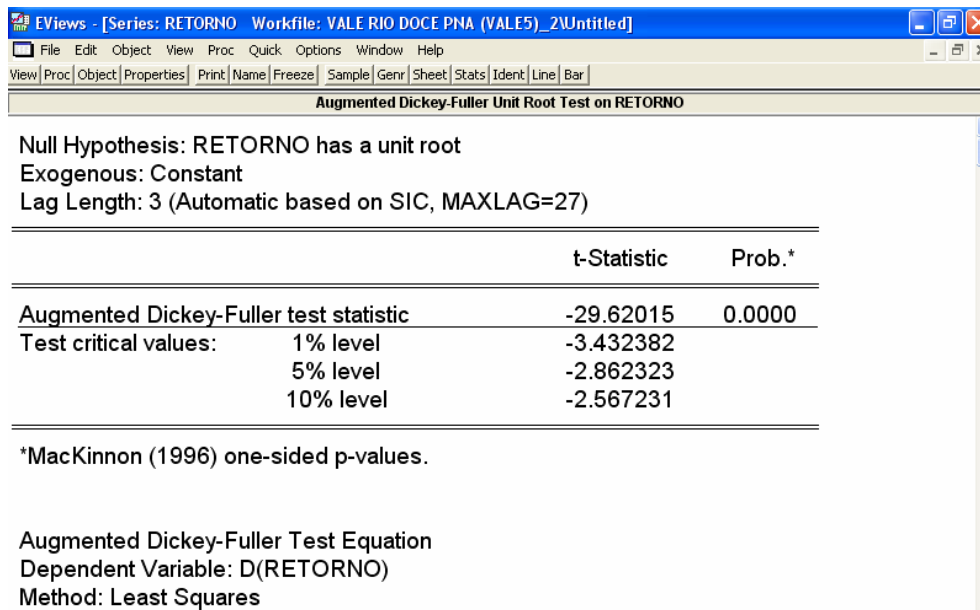 EViews - [Series: RETORNO Workfile: VALE RIO DOCE PNA (VALE5)_2\Untitled]
File Edit Object View Proc Quick Options Window Help
View Proc Object Properties Print Name Freeze Sample Genr Sheet Stats Ident Line Bar
Augmented Dickey-Fuller Unit Root Test on RETORNO
Null Hypothesis: RETORNO has a unit root
Exogenous: Constant
Lag Length: 3 (Automatic based on SIC, MAXLAG=27)
t-Statistic Prob.*
Augmented Dickey-Fuller test statistic -29.62015 0.0000
Test critical values: 1% level -3.432382
5% level -2.862323
10% level -2.567231
*MacKinnon (1996) one-sided p-values.
Augmented Dickey-Fuller Test Equation
Dependent Variable: D(RETORNO)
Method: Least Squares